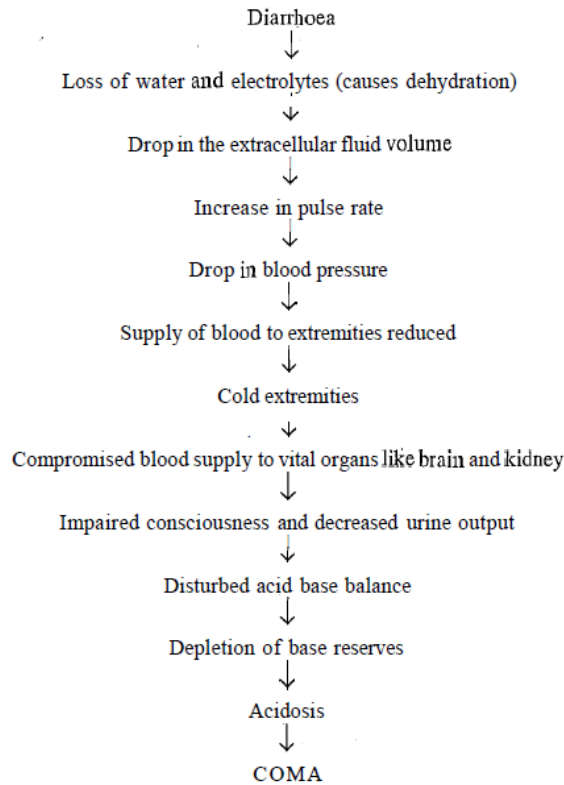 Diarrhoea
Loss of water and electrolytes (causes dehydration)
Drop in the extracellular fluid volume
Increase in pulse rate
Drop in blood pressure
Supply of blood to extremities reduced
Cold extremities
Compromised blood supply to vital organs like brain and kidney
Impaired consciousness and decreased urine output
Disturbed acid base balance
Depletion of base reserves
Acidosis
COMA